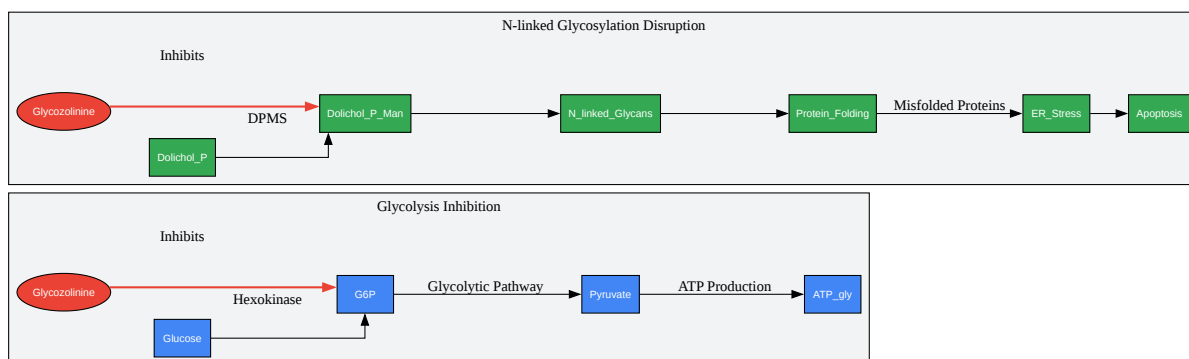 N-linked Glycosylation Disruption
Inhibits
Glycozolinine
DPMS
Dolichol_P_Man
N_linked_Glycans
Protein_Folding
Misfolded Proteins
ER_Stress
Apoptosis
Dolichol_P
Glycolysis Inhibition
Inhibits
Glycozolinine
Hexokinase
G6P
Glycolytic Pathway
Pyruvate
ATP Production
ATP_gly
Glucose